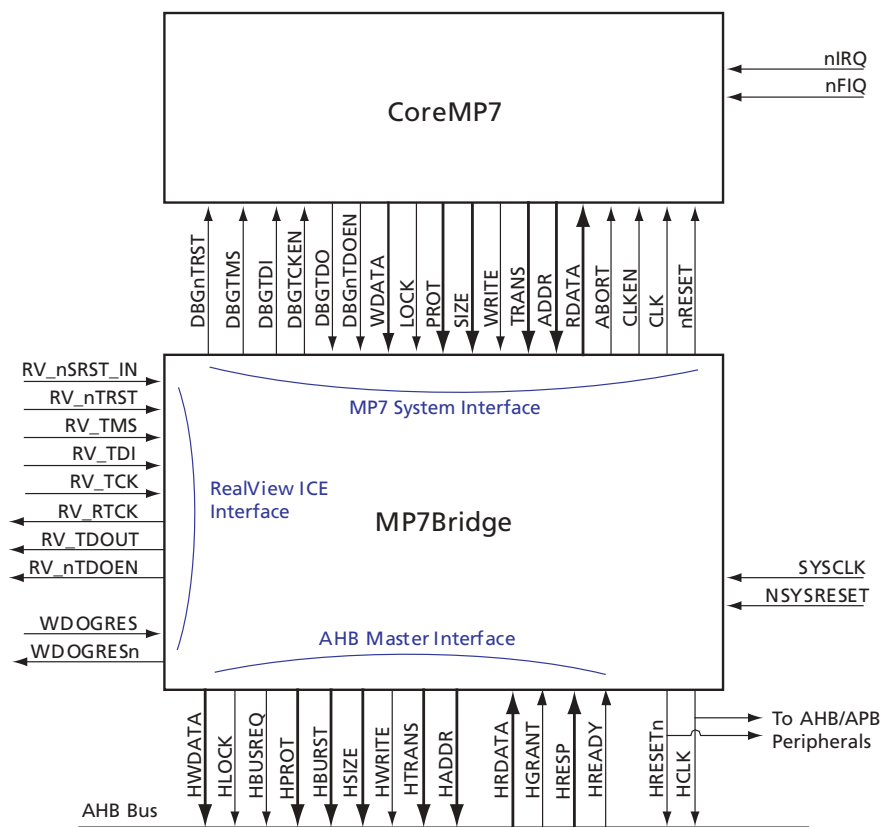 CoreMP7
nIRQ
nFIQ
DBGnTRST
DBGTMS
DBGTDI
DBGTCKEN
DBGTDO
DBGnTDOEN
WDATA
LOCK
PROT
SIZE
WRITE
TRANS
ADDR
RDATA
ABORT
CLKEN
CLK
nRESET
RV_nSRST_IN
RV_nTRST
RV_TMS
RV_TDI
RV_TCK
RV_RTCK
RV_TDOUT
RV_nTDOEN
WDOGRES
WDOGRESn
MP7 System Interface
RealView ICE
Interface
MP7Bridge
AHB Master Interface
SYSCLK
NSYSRESET
HWDATA
HLOCK
HBUSREQ
HPROT
HBURST
HSIZE
HWRITE
HTRANS
HADDR
HRDATA
HGRANT
HRESP
HREADY
HRESETn
HCLK
To AHB/APB
Peripherals
AHB Bus